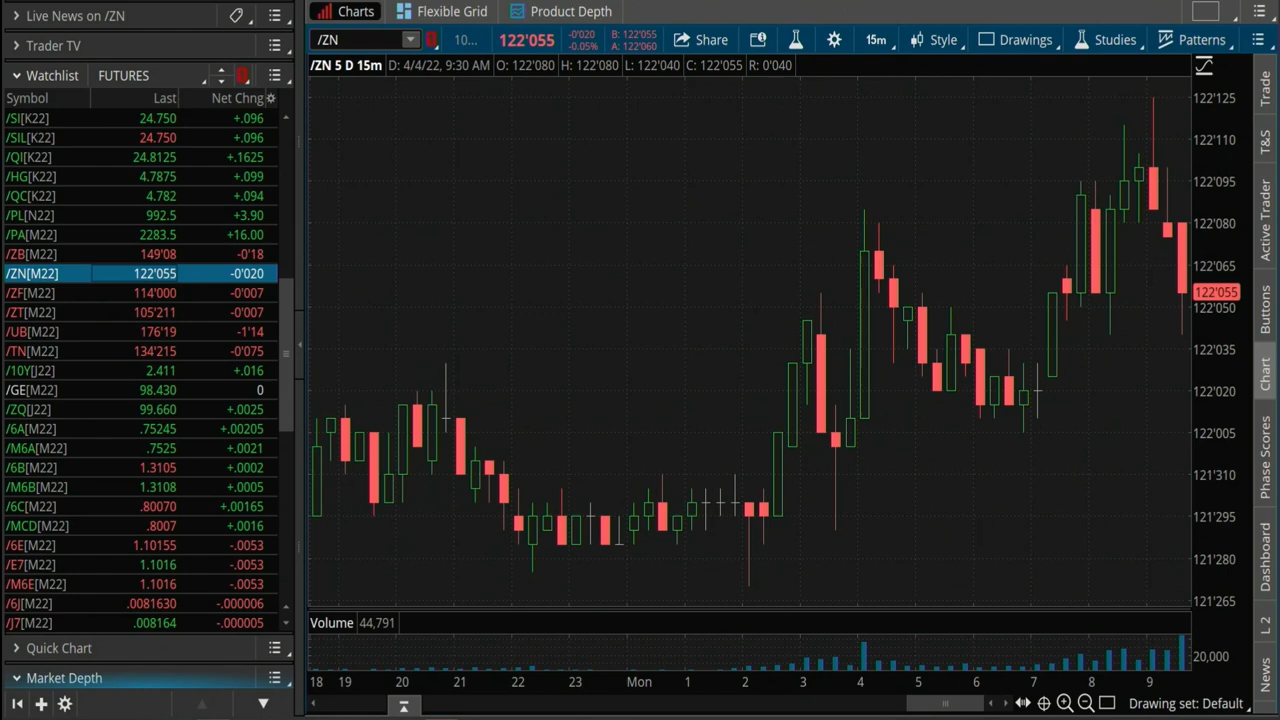 Live News on /ZN
Trader TV
Watchlist FUTURES
Symbol Last Net Chng
/SI[K22] 24.750 +.096
/SIL[K22] 24.750 +.096
/QI[K22] 24.8125 +.1625
/HG[K22] 4.7875 +.099
/QC[K22] 4.782 +.094
/PL[N22] 992.5 +3.90
/PA[M22] 2283.5 +16.00
/ZB[M22] 149'08 -0'18
/ZN[M22] 122'055 -0'020
/ZF[M22] 114'000 -0'007
/ZT[M22] 105'211 -0'007
/UB[M22] 176'19 -1'14
/TN[M22] 134'215 -0'075
/10Y[J22] 2.411 +.016
/GE[M22] 98.430 0
/ZQ[J22] 99.660 +.0025
/6A[M22] .75245 +.00205
/M6A[M22] .7525 +.0021
/6B[M22] 1.3105 +.0002
/M6B[M22] 1.3108 +.0005
/6C[M22] .80070 +.00165
/MCD[M22] .8007 +.0016
/6E[M22] 1.10155 -.0053
/E7[M22] 1.1016 -.0053
/M6E[M22] 1.1016 -.0053
/6J[M22] .0081630 -.000006
/J7[M22] .008164 -.000005
Quick Chart
Market Depth
Charts Flexible Grid Product Depth
/ZN 10... 122'055 -0'020 -0.05% B: 122'055 A: 122'060 Share 15m Style Drawings Studies Patterns
/ZN 5 D 15m D: 4/4/22, 9:30 AM O: 122'080 H: 122'080 L: 122'040 C: 122'055 R: 0'040
122'125
122'110
122'095
122'080
122'065
122'055
122'050
122'035
122'020
122'005
121'310
121'295
121'280
121'265
Volume 44,791
20,000
18 19 20 21 22 23 Mon 1 2 3 4 5 6 7 8 9
Drawing set: Default
Trade
T&S
Active Trader
Buttons
Chart
Phase Scores
Dashboard
L 2
News